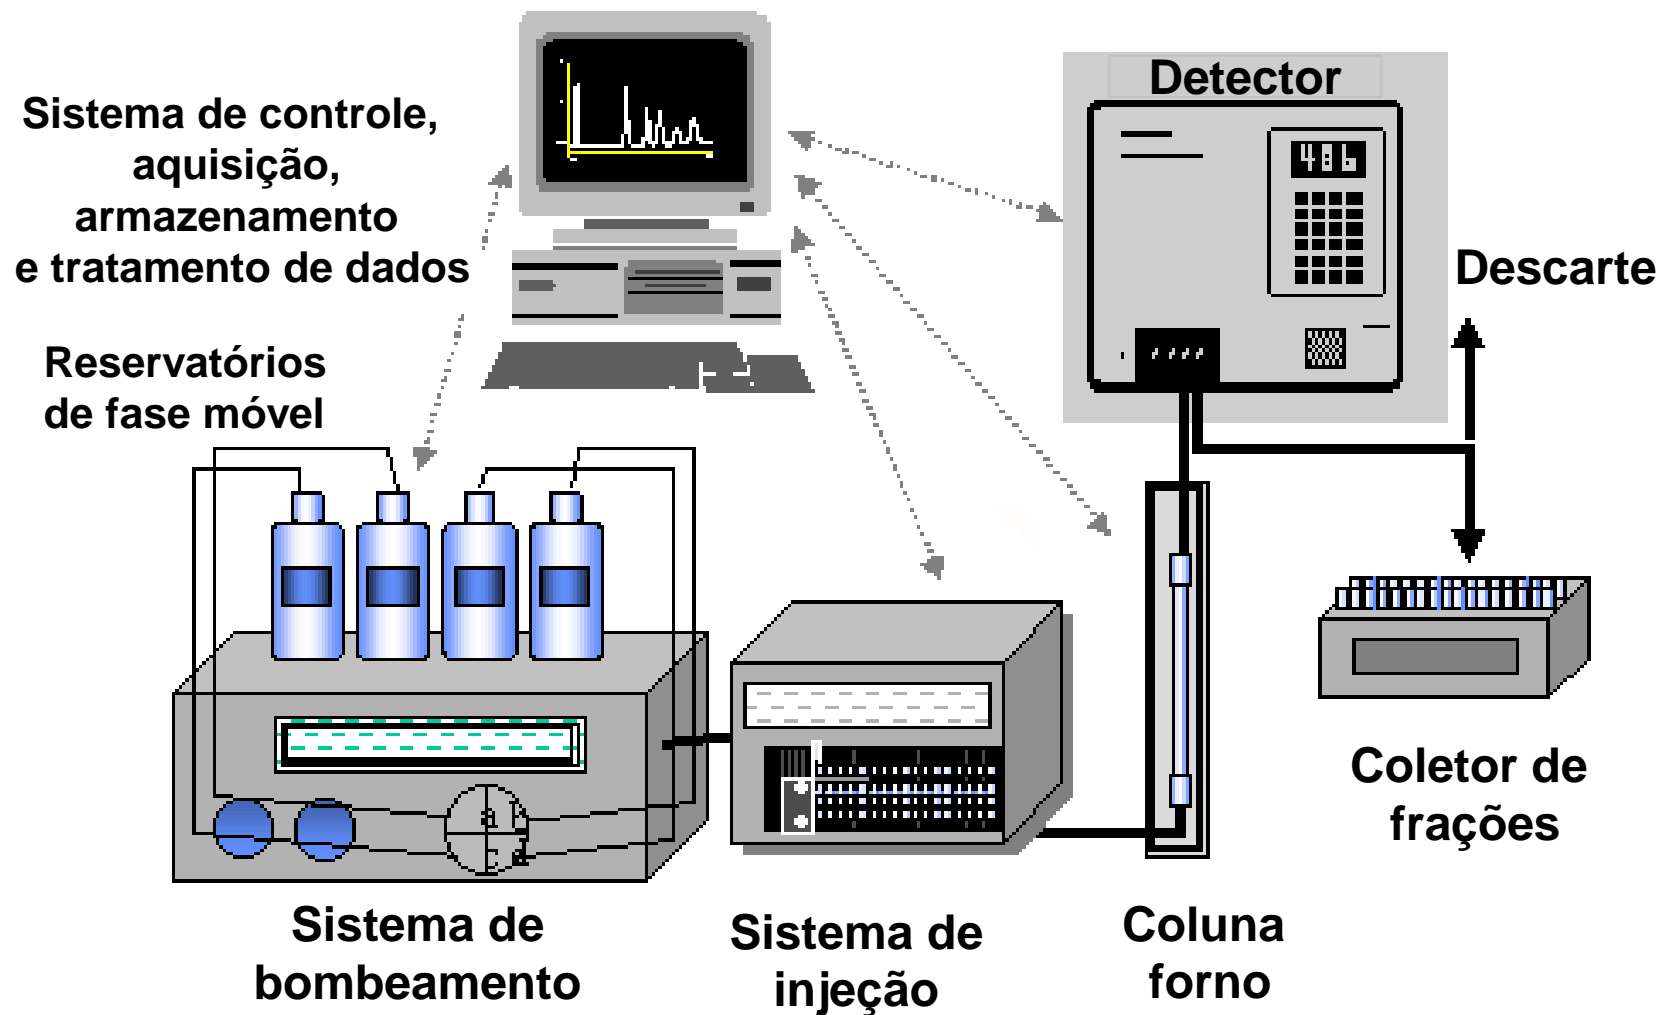 Detector
Sistema de controle,
aquisição,
armazenamento
e tratamento de dados
486
Descarte
Reservatórios
de fase móvel
a b
c d
Coletor de
frações
Sistema de
bombeamento
Sistema de
injeção
Coluna
forno